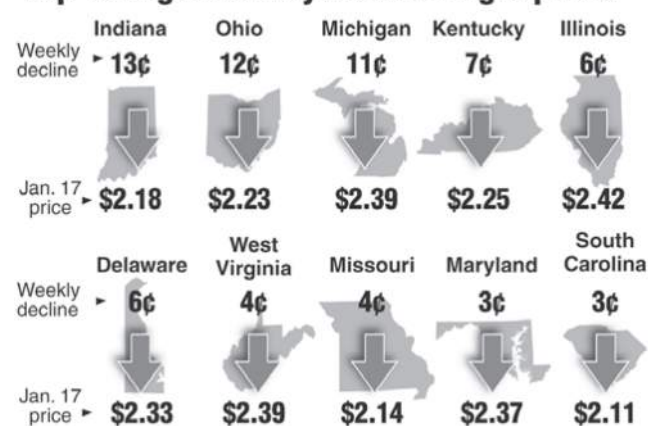 Indiana Ohio Michigan Kentucky Illinois
Weekly
decline 13¢ 12¢ 11¢ 7¢ 6¢
Jan. 17
price $2.18 $2.23 $2.39 $2.25 $2.42
Delaware West Virginia Missouri Maryland South Carolina
Weekly
decline 6¢ 4¢ 4¢ 3¢ 3¢
Jan. 17
price $2.33 $2.39 $2.14 $2.37 $2.11